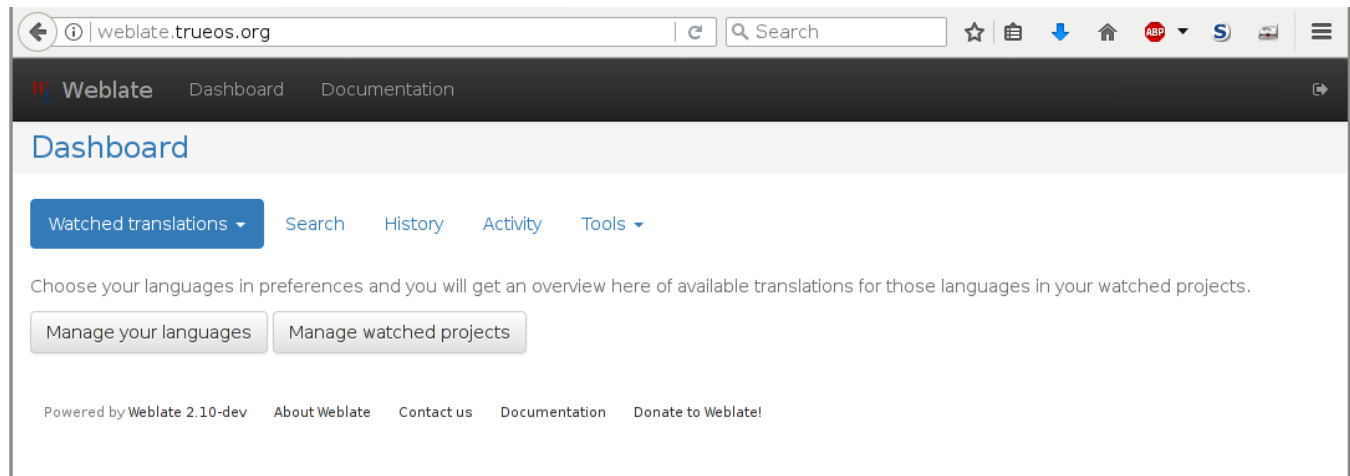 weblate.trueos.org Search ABP S
Weblate Dashboard Documentation
Dashboard
Watched translations Search History Activity Tools
Choose your languages in preferences and you will get an overview here of available translations for those languages in your watched projects.
Manage your languages Manage watched projects
Powered by Weblate 2.10-dev About Weblate Contact us Documentation Donate to Weblate!